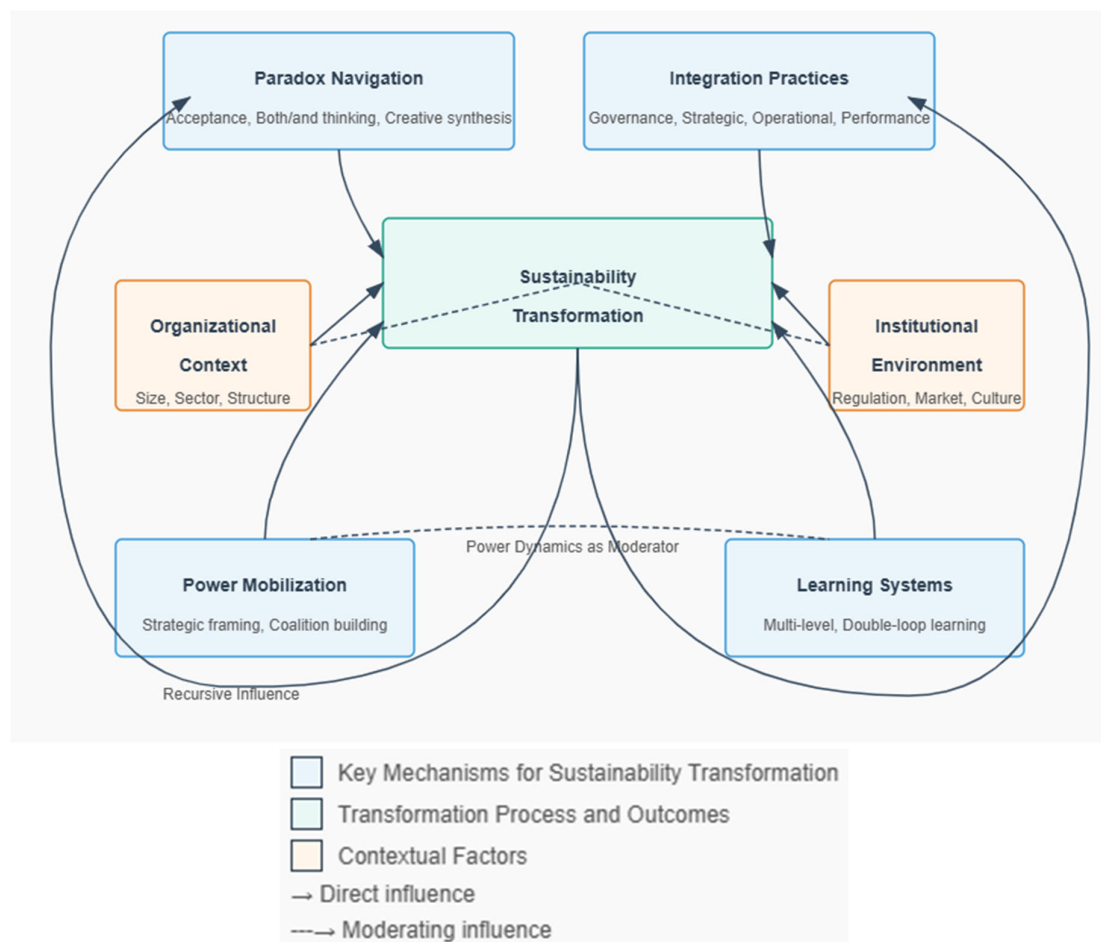 Paradox Navigation
Acceptance, Both/and thinking, Creative synthesis
Integration Practices
Governance, Strategic, Operational, Performance
Sustainability
Transformation
Organizational
Context
Size, Sector, Structure
Institutional
Environment
Regulation, Market, Culture
Power Dynamics as Moderator
Power Mobilization
Strategic framing, Coalition building
Learning Systems
Multi-level, Double-loop learning
Recursive Influence
Key Mechanisms for Sustainability Transformation
Transformation Process and Outcomes
Contextual Factors
→ Direct influence
---→ Moderating influence